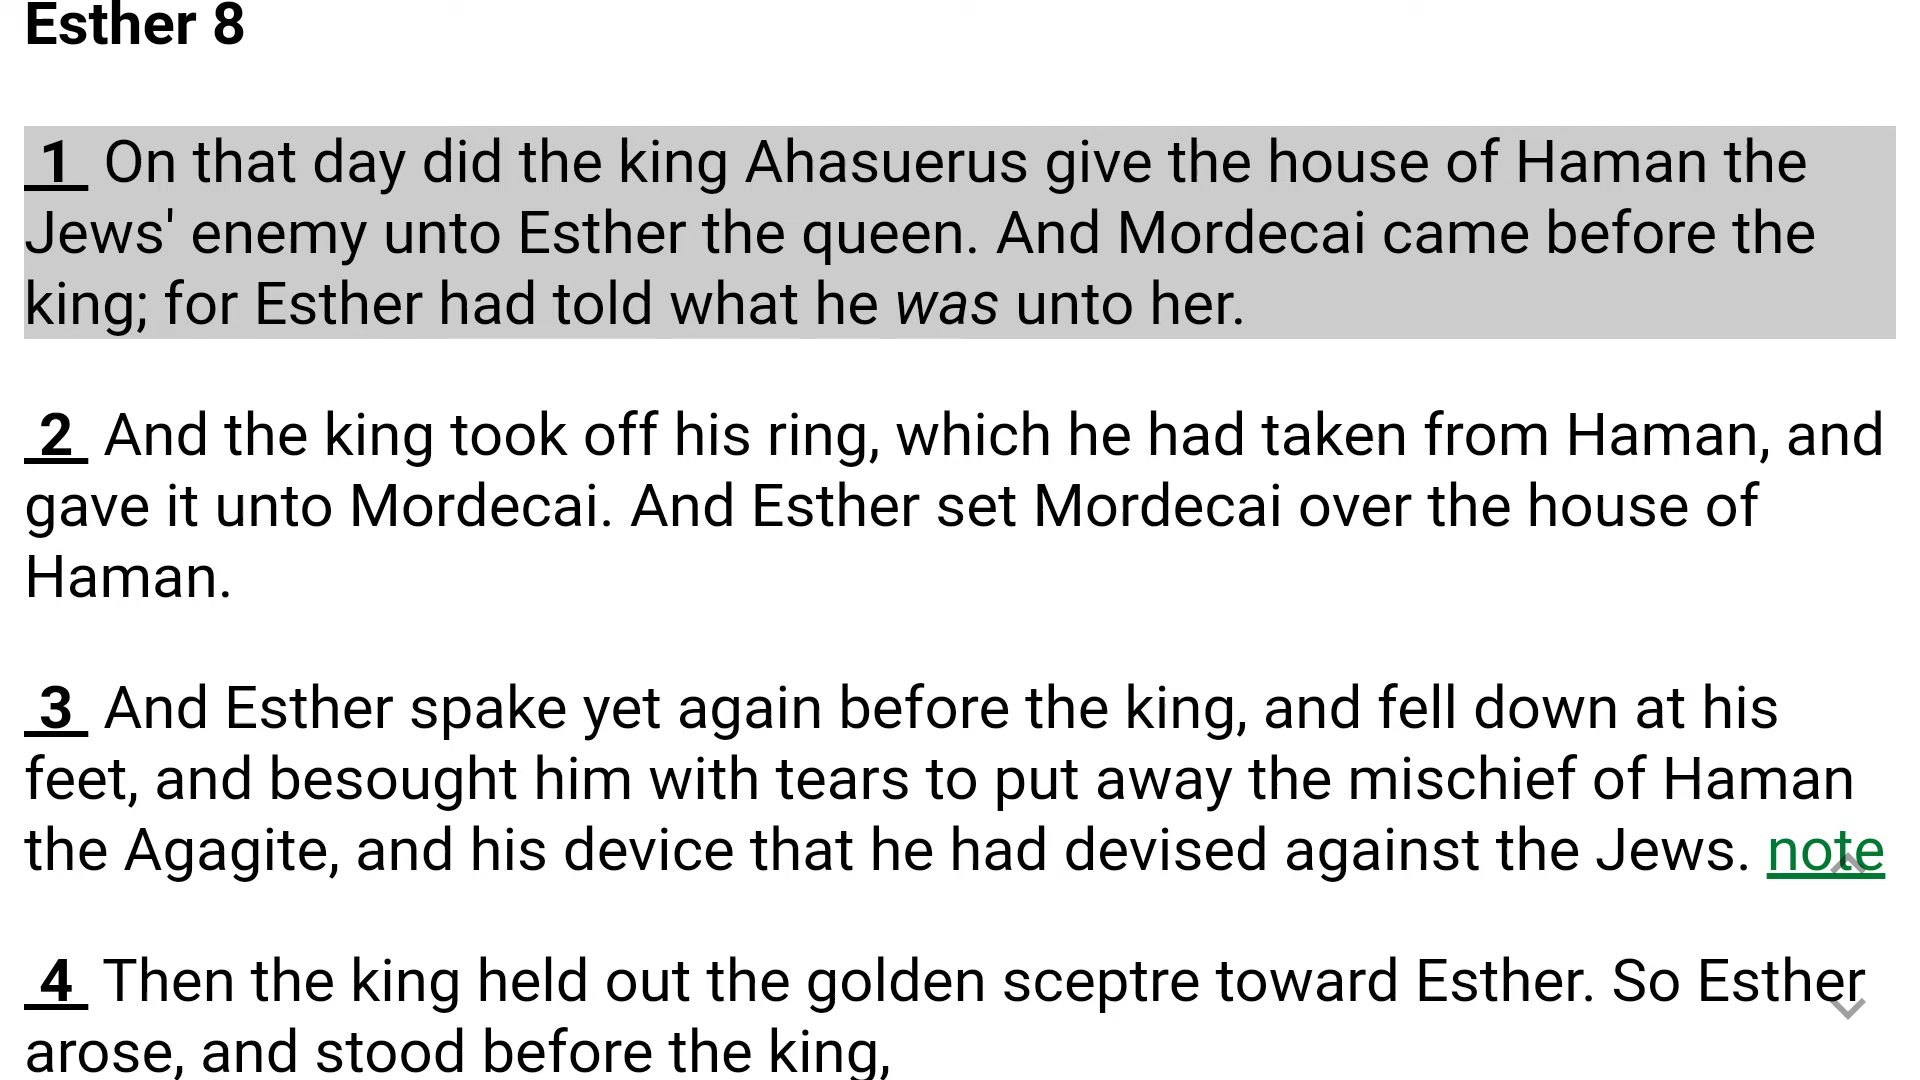 Esther 8
1 On that day did the king Ahasuerus give the house of Haman the
Jews' enemy unto Esther the queen. And Mordecai came before the
king; for Esther had told what he was unto her.
2 And the king took off his ring, which he had taken from Haman, and
gave it unto Mordecai. And Esther set Mordecai over the house of
Haman.
3 And Esther spake yet again before the king, and fell down at his
feet, and besought him with tears to put away the mischief of Haman
the Agagite, and his device that he had devised against the Jews. note
4 Then the king held out the golden sceptre toward Esther. So Esther
arose, and stood before the king,